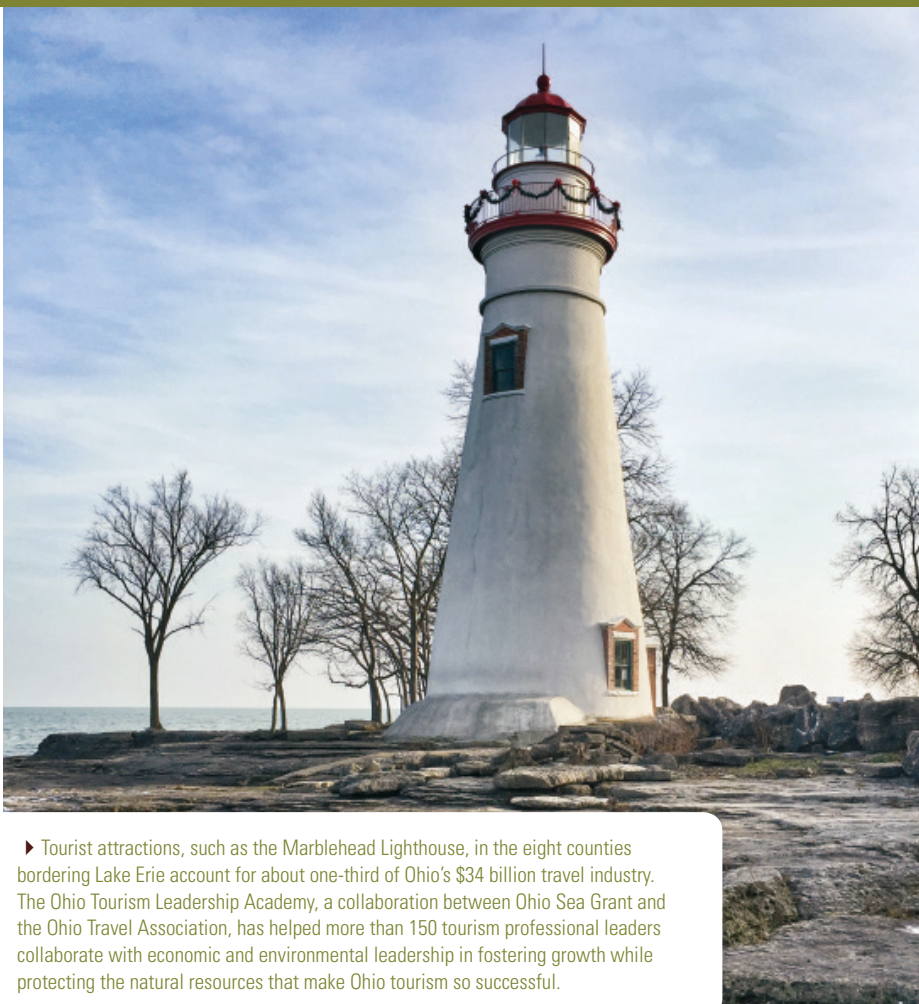 Tourist attractions, such as the Marblehead Lighthouse, in the eight counties
bordering Lake Erie account for about one-third of Ohio’s $34 billion travel industry.
The Ohio Tourism Leadership Academy, a collaboration between Ohio Sea Grant and
the Ohio Travel Association, has helped more than 150 tourism professional leaders
collaborate with economic and environmental leadership in fostering growth while
protecting the natural resources that make Ohio tourism so successful.